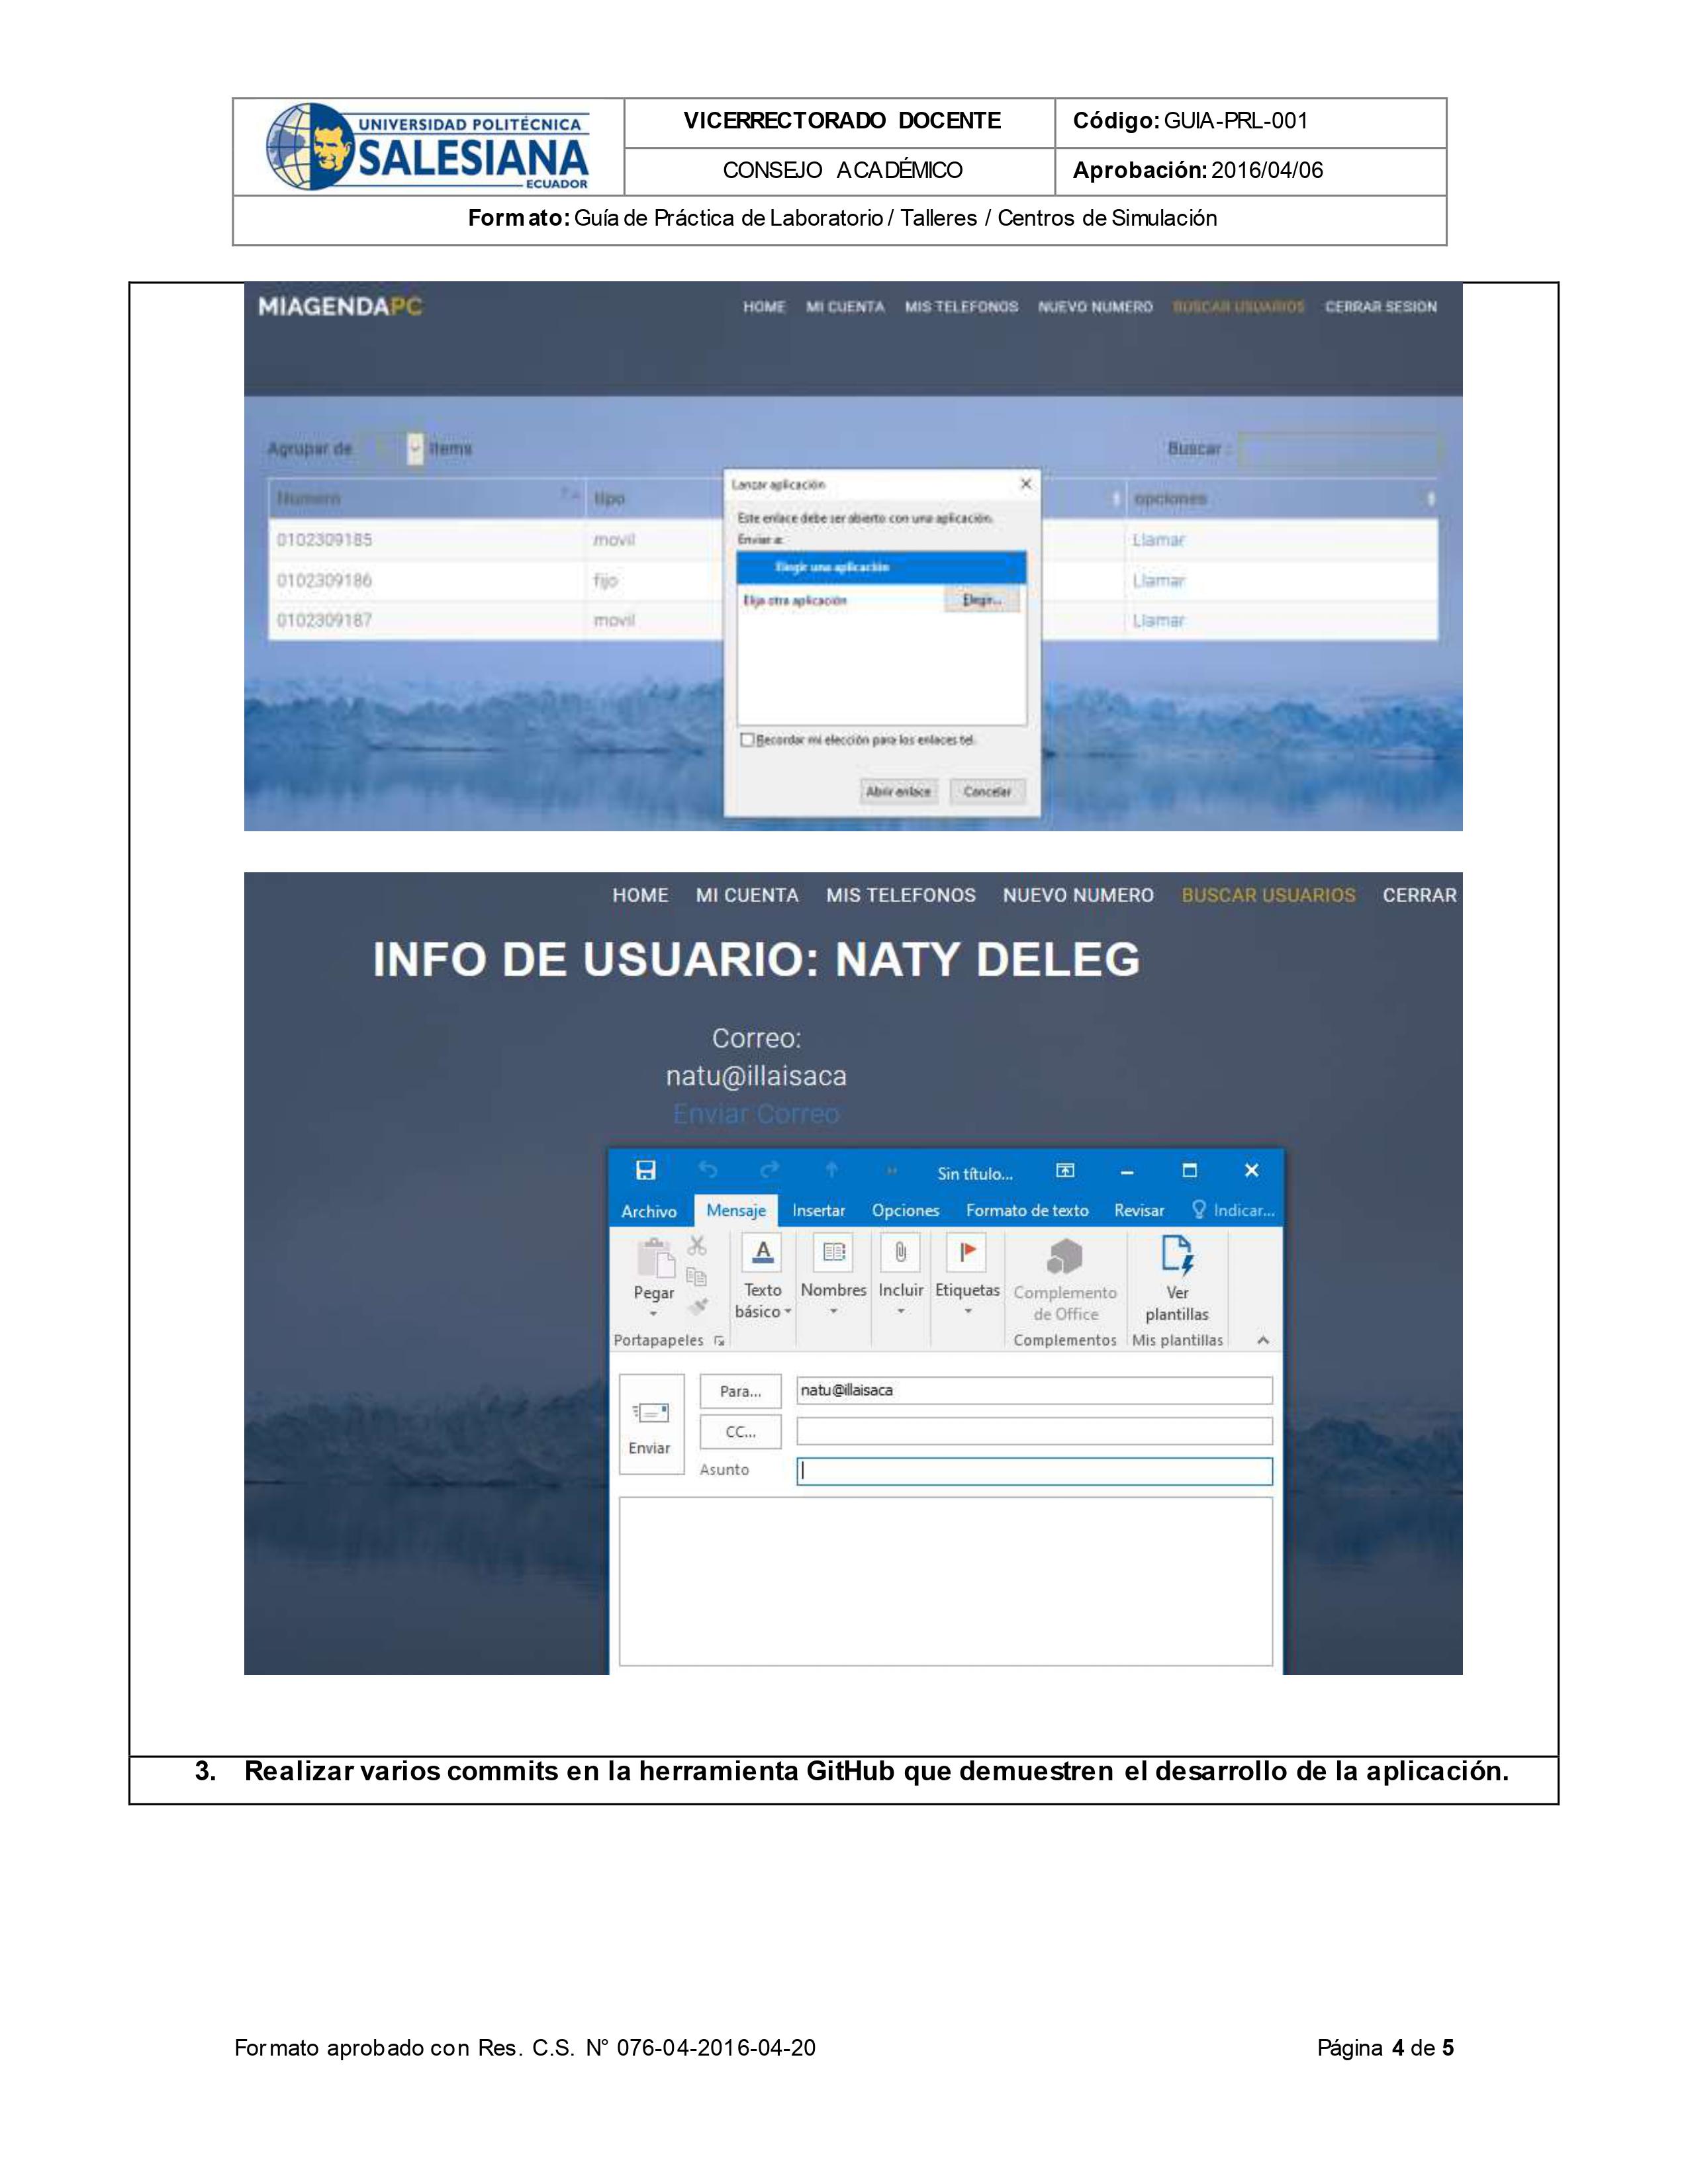 UNIVERSIDAD POLITÉCNICA
SALESIANA
ECUADOR
VICERRECTORADO DOCENTE
Código: GUIA-PRL-001
CONSEJO ACADÉMICO
Aprobación: 2016/04/06
Formato: Guía de Práctica de Laboratorio / Talleres / Centros de Simulación
MIAGENDAPC
HOME MI CUENTA MIS TELEFONOS NUEVO NUMERO BUSCAR USUARIOS CERRAR SESION
Agrupar de items
Buscar :
Numero tipo opciones
0102309185 movil Llamar
0102309186 fijo Llamar
0102309187 movil Llamar
Lanzar aplicación
Este enlace debe ser abierto con una aplicación.
Enviar a:
Elegir una aplicación
Elija otra aplicación Elegir...
Recordar mi elección para los enlaces tel.
Abrir enlace Cancelar
HOME MI CUENTA MIS TELEFONOS NUEVO NUMERO BUSCAR USUARIOS CERRAR
INFO DE USUARIO: NATY DELEG
Correo:
natu@illaisaca
Enviar Correo
Sin título...
Archivo Mensaje Insertar Opciones Formato de texto Revisar Indicar...
Pegar Texto básico Nombres Incluir Etiquetas Complemento de Office Ver plantillas
Portapapeles Complementos Mis plantillas
Enviar
Para... natu@illaisaca
CC...
Asunto
3. Realizar varios commits en la herramienta GitHub que demuestren el desarrollo de la aplicación.
Formato aprobado con Res. C.S. N° 076-04-2016-04-20
Página 4 de 5